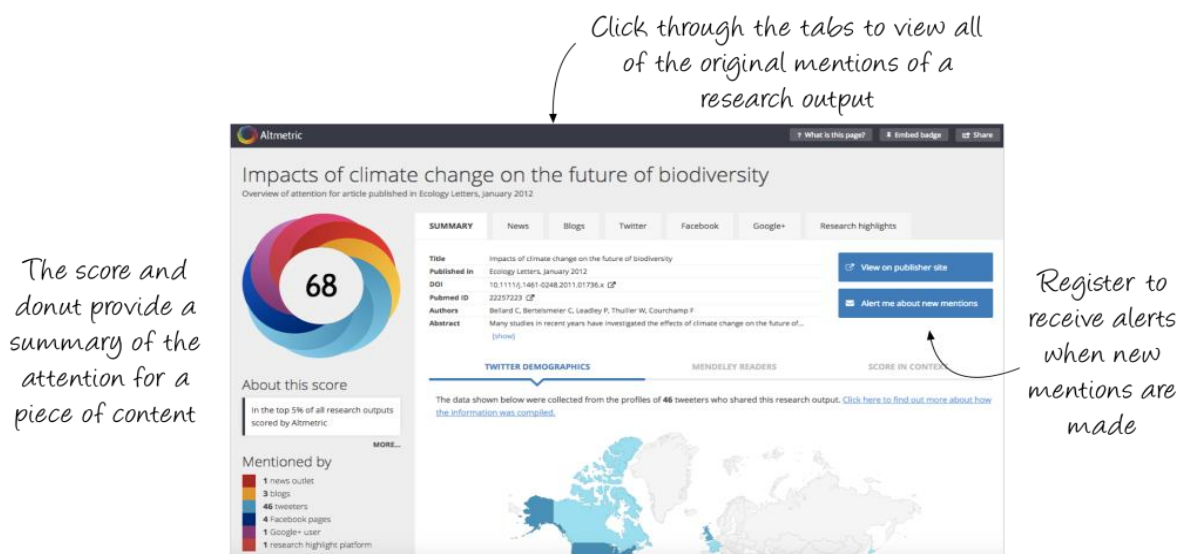 Click through the tabs to view all
of the original mentions of a
research output
Altmetric
? What is this page?
Embed badge
Share
Impacts of climate change on the future of biodiversity
Overview of attention for article published in Ecology Letters, January 2012
The score and
donut provide a
summary of the
attention for a
piece of content
68
SUMMARY News Blogs Twitter Facebook Google+ Research highlights
Title Impacts of climate change on the future of biodiversity
Published in Ecology Letters, January 2012
DOI 10.1111/j.1461-0248.2011.01736.x
Pubmed ID 22257223
Authors Bellard C, Bertelsmeier C, Leadley P, Thuiller W, Courchamp F
Abstract Many studies in recent years have investigated the effects of climate change on the future of...
[show]
View on publisher site
Alert me about new mentions
Register to
receive alerts
when new
mentions are
made
TWITTER DEMOGRAPHICS MENDELEY READERS SCORE IN CONTEXT
The data shown below were collected from the profiles of 46 tweeters who shared this research output. Click here to find out more about how
the information was compiled.
About this score
In the top 5% of all research outputs
scored by Altmetric
MORE...
Mentioned by
1 news outlet
3 blogs
46 tweeters
4 Facebook pages
1 Google+ user
1 research highlight platform